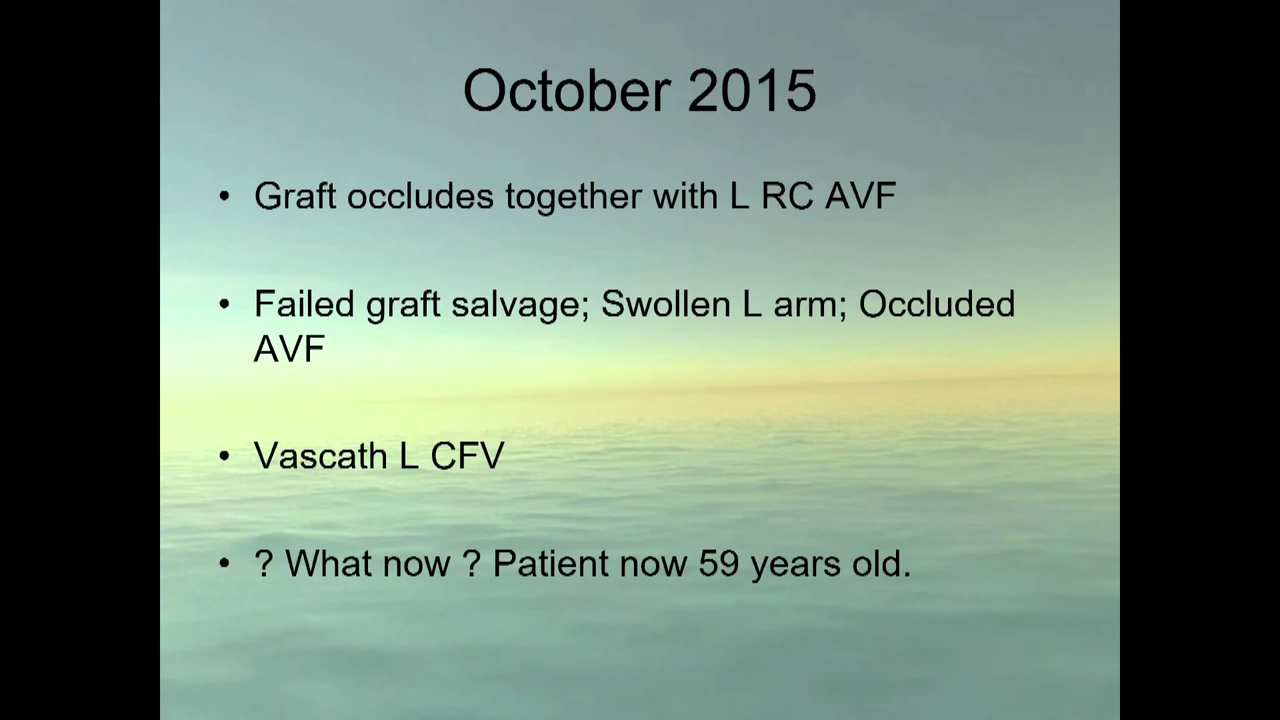 October 2015
• Graft occludes together with L RC AVF
• Failed graft salvage; Swollen L arm; Occluded
AVF
• Vascath L CFV
• ? What now ? Patient now 59 years old.